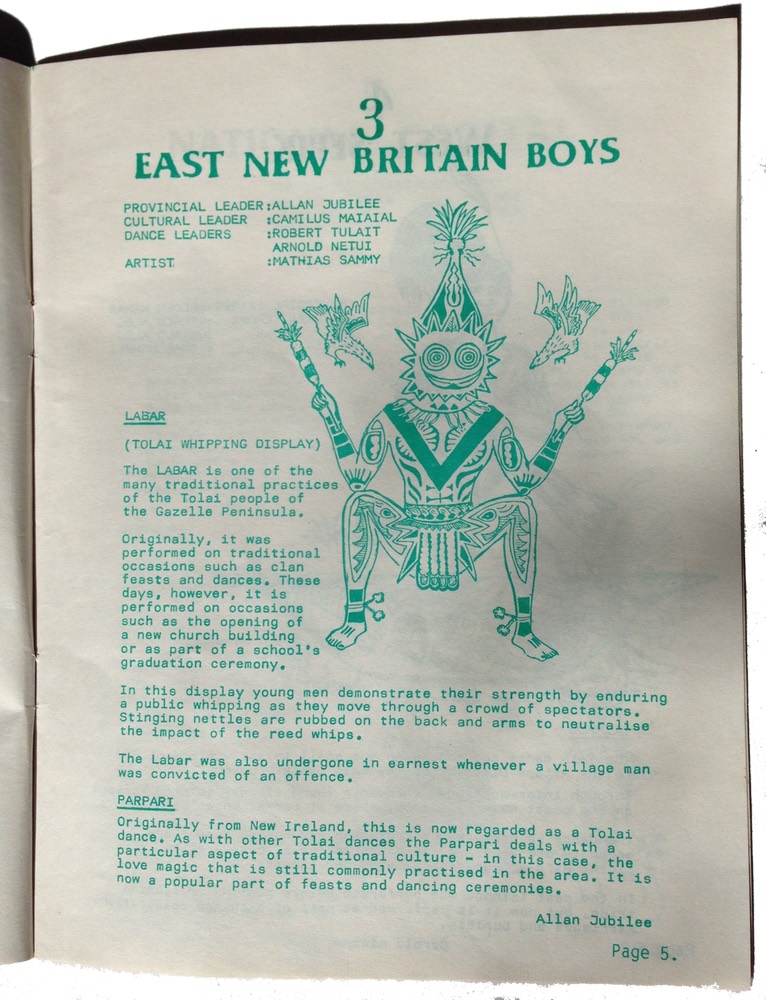 3
EAST NEW BRITAIN BOYS
PROVINCIAL LEADER:ALLAN JUBILEE
CULTURAL LEADER :CAMILUS MAIAIAL
DANCE LEADERS :ROBERT TULAIT
ARNOLD NETUI
ARTIST :MATHIAS SAMMY
LABAR
(TOLAI WHIPPING DISPLAY)
The LABAR is one of the
many traditional practices
of the Tolai people of
the Gazelle Peninsula.
Originally, it was
performed on traditional
occasions such as clan
feasts and dances. These
days, however, it is
performed on occasions
such as the opening of
a new church building
or as part of a school's
graduation ceremony.
In this display young men demonstrate their strength by enduring
a public whipping as they move through a crowd of spectators.
Stinging nettles are rubbed on the back and arms to neutralise
the impact of the reed whips.
The Labar was also undergone in earnest whenever a village man
was convicted of an offence.
PARPARI
Originally from New Ireland, this is now regarded as a Tolai
dance. As with other Tolai dances the Parpari deals with a
particular aspect of traditional culture - in this case, the
love magic that is still commonly practised in the area. It is
now a popular part of feasts and dancing ceremonies.
Allan Jubilee
Page 5.